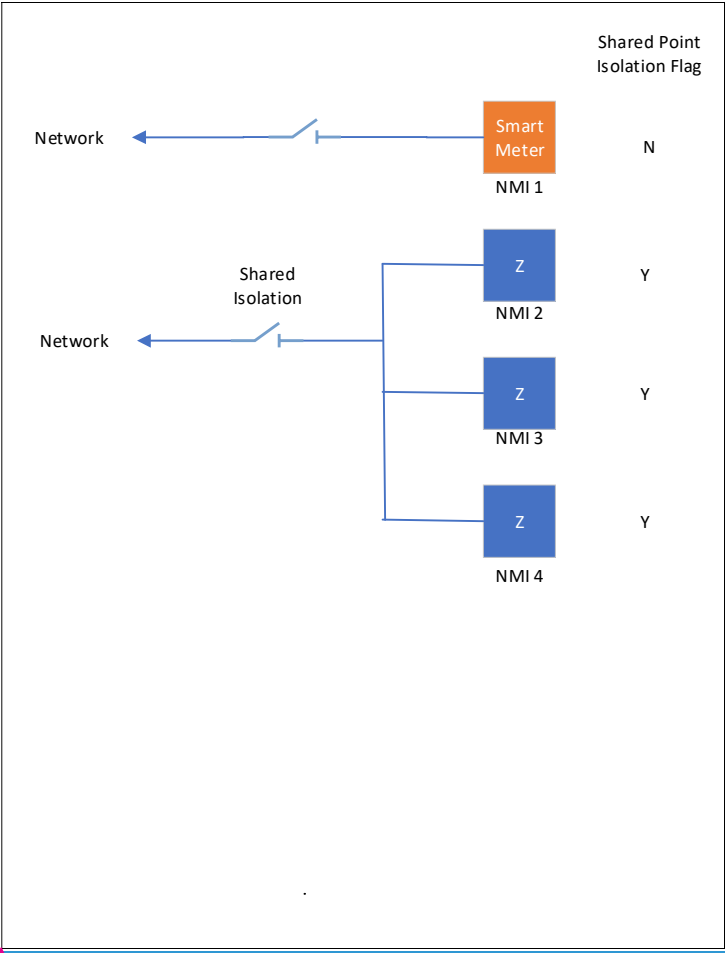 Shared Point
Isolation Flag
Network
Smart
Meter
N
NMI 1
Z
Y
Shared
Isolation
NMI 2
Network
Z
Y
NMI 3
Z
Y
NMI 4
.